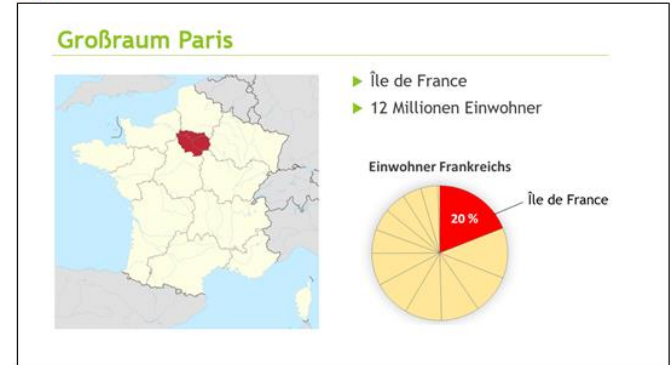 Großraum Paris
Île de France
12 Millionen Einwohner
Einwohner Frankreichs
Île de France
20 %